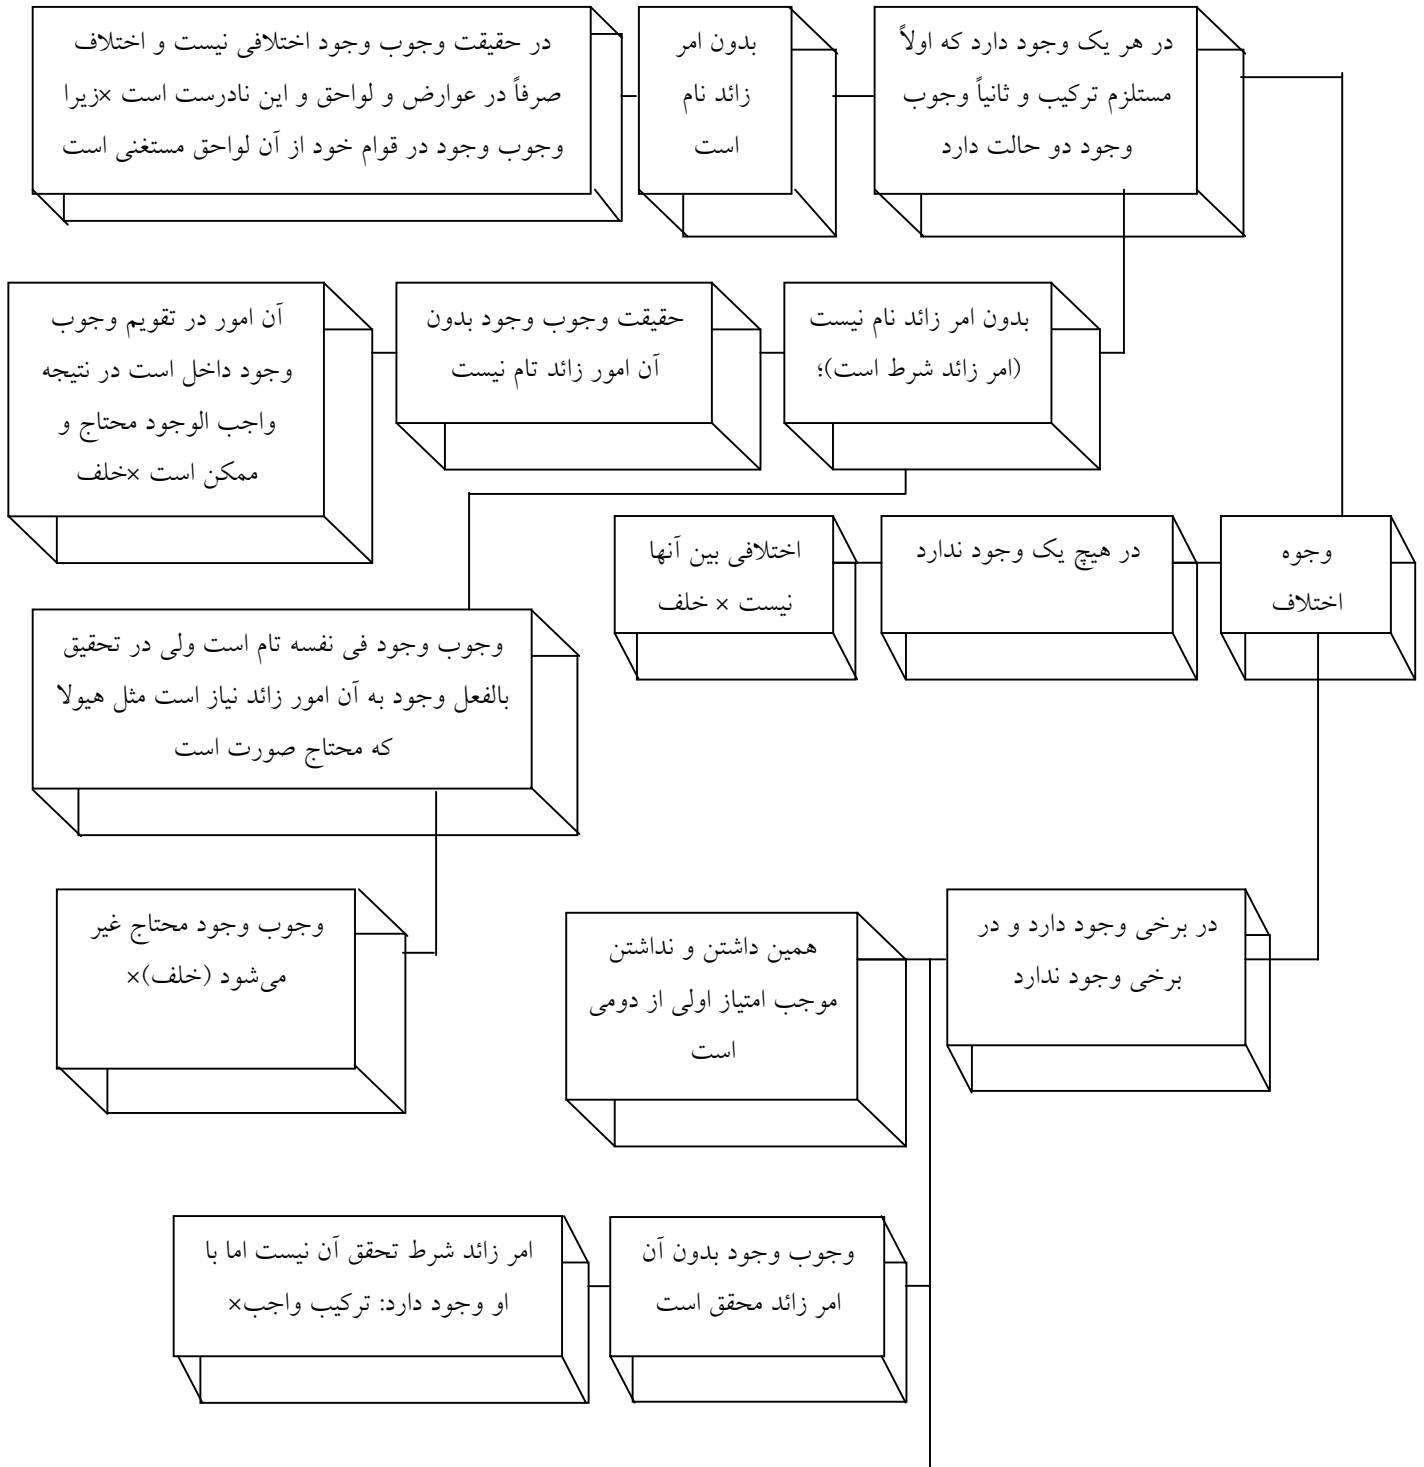 در هر یک وجود دارد که اولاً
مستلزم ترکیب و ثانیاً وجوب
وجود دو حالت دارد
بدون امر
زائد نام
است
در حقیقت وجوب وجود اختلافی نیست و اختلاف
صرفاً در عوارض و لواحق و این نادرست است ×زیرا
وجوب وجود در قوام خود از آن لواحق مستغنی است
بدون امر زائد نام نیست
(امر زائد شرط است)؛
حقیقت وجوب وجود بدون
آن امور زائد تام نیست
آن امور در تقویم وجوب
وجود داخل است در نتیجه
واجب الوجود محتاج و
ممکن است ×خلف
وجوه
اختلاف
در هیچ یک وجود ندارد
اختلافی بین آنها
نیست × خلف
وجوب وجود فی نفسه تام است ولی در تحقیق
بالفعل وجود به آن امور زائد نیاز است مثل هیولا
که محتاج صورت است
وجوب وجود محتاج غیر
می‌شود (خلف)×
در برخی وجود دارد و در
برخی وجود ندارد
همین داشتن و نداشتن
موجب امتیاز اولی از دومی
است
وجوب وجود بدون آن
امر زائد محقق است
امر زائد شرط تحقق آن نیست اما با
او وجود دارد: ترکیب واجب×